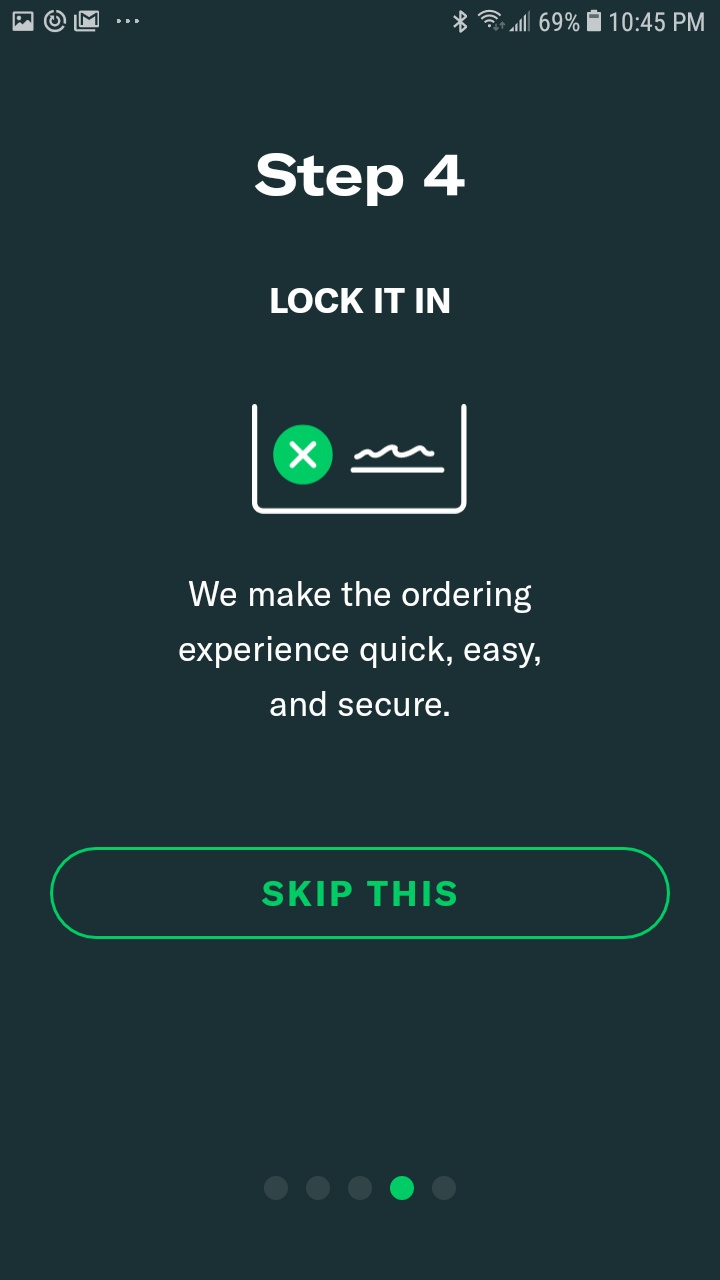 69% 10:45 PM
Step 4
LOCK IT IN
We make the ordering
experience quick, easy,
and secure.
SKIP THIS